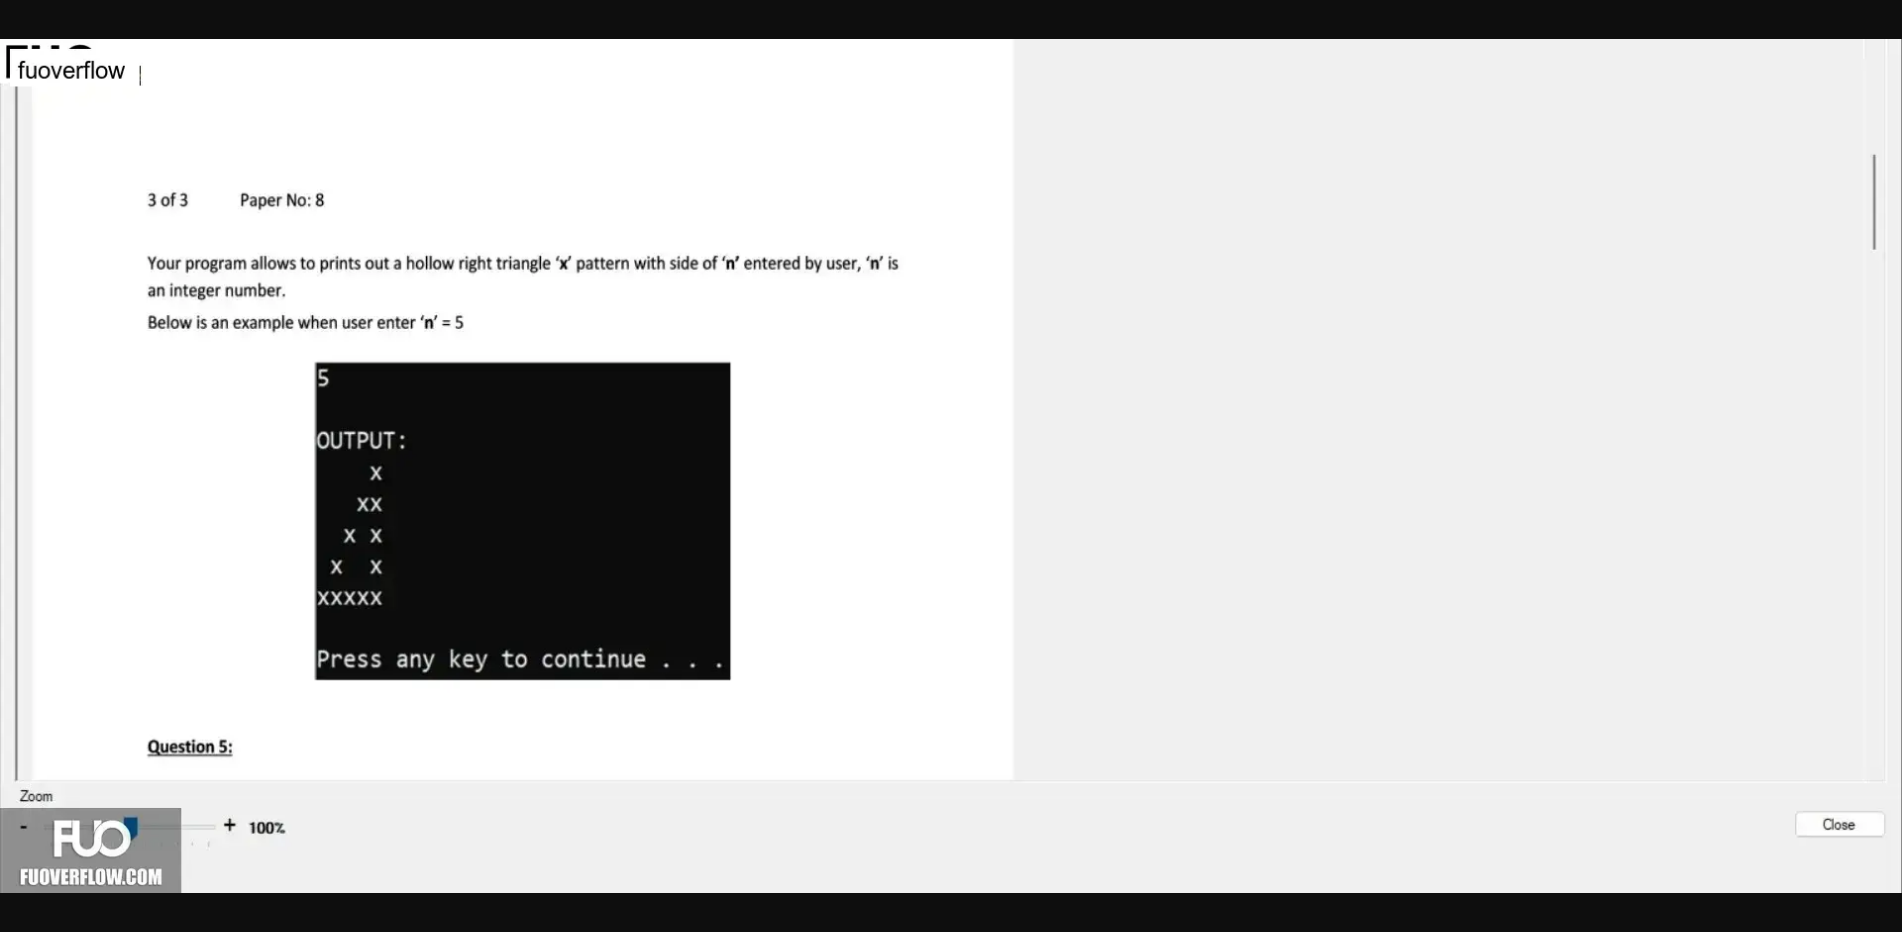 fuoverflow
3 of 3 Paper No: 8
Your program allows to prints out a hollow right triangle ‘x’ pattern with side of ‘n’ entered by user, ‘n’ is
an integer number.
Below is an example when user enter ‘n’ = 5
5
OUTPUT:
    x
   xx
  x x
 x  x
xxxxx
Press any key to continue . . .
Question 5:
Zoom
- + 100%
Close
FUO
FUOVERFLOW.COM